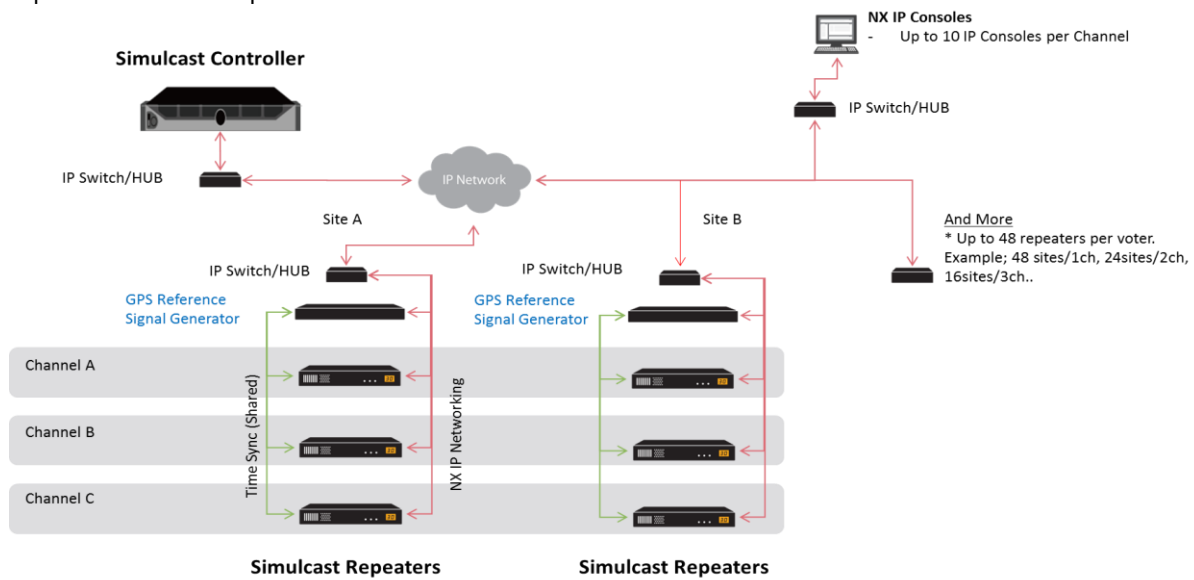 NX IP Consoles
- Up to 10 IP Consoles per Channel
Simulcast Controller
IP Switch/HUB
IP Switch/HUB
IP Network
Site A
Site B
And More
* Up to 48 repeaters per voter.
Example; 48 sites/1ch, 24sites/2ch,
16sites/3ch..
IP Switch/HUB
IP Switch/HUB
GPS Reference
Signal Generator
GPS Reference
Signal Generator
Channel A
Channel B
Channel C
Time Sync (Shared)
NX IP Networking
Simulcast Repeaters
Simulcast Repeaters